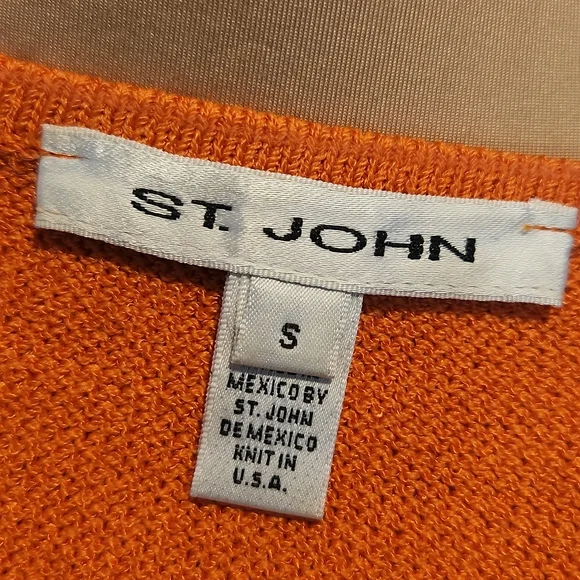 ST. JOHN
S
MEXICO BY
ST. JOHN
DE MEXICO
KNIT IN
U.S.A.